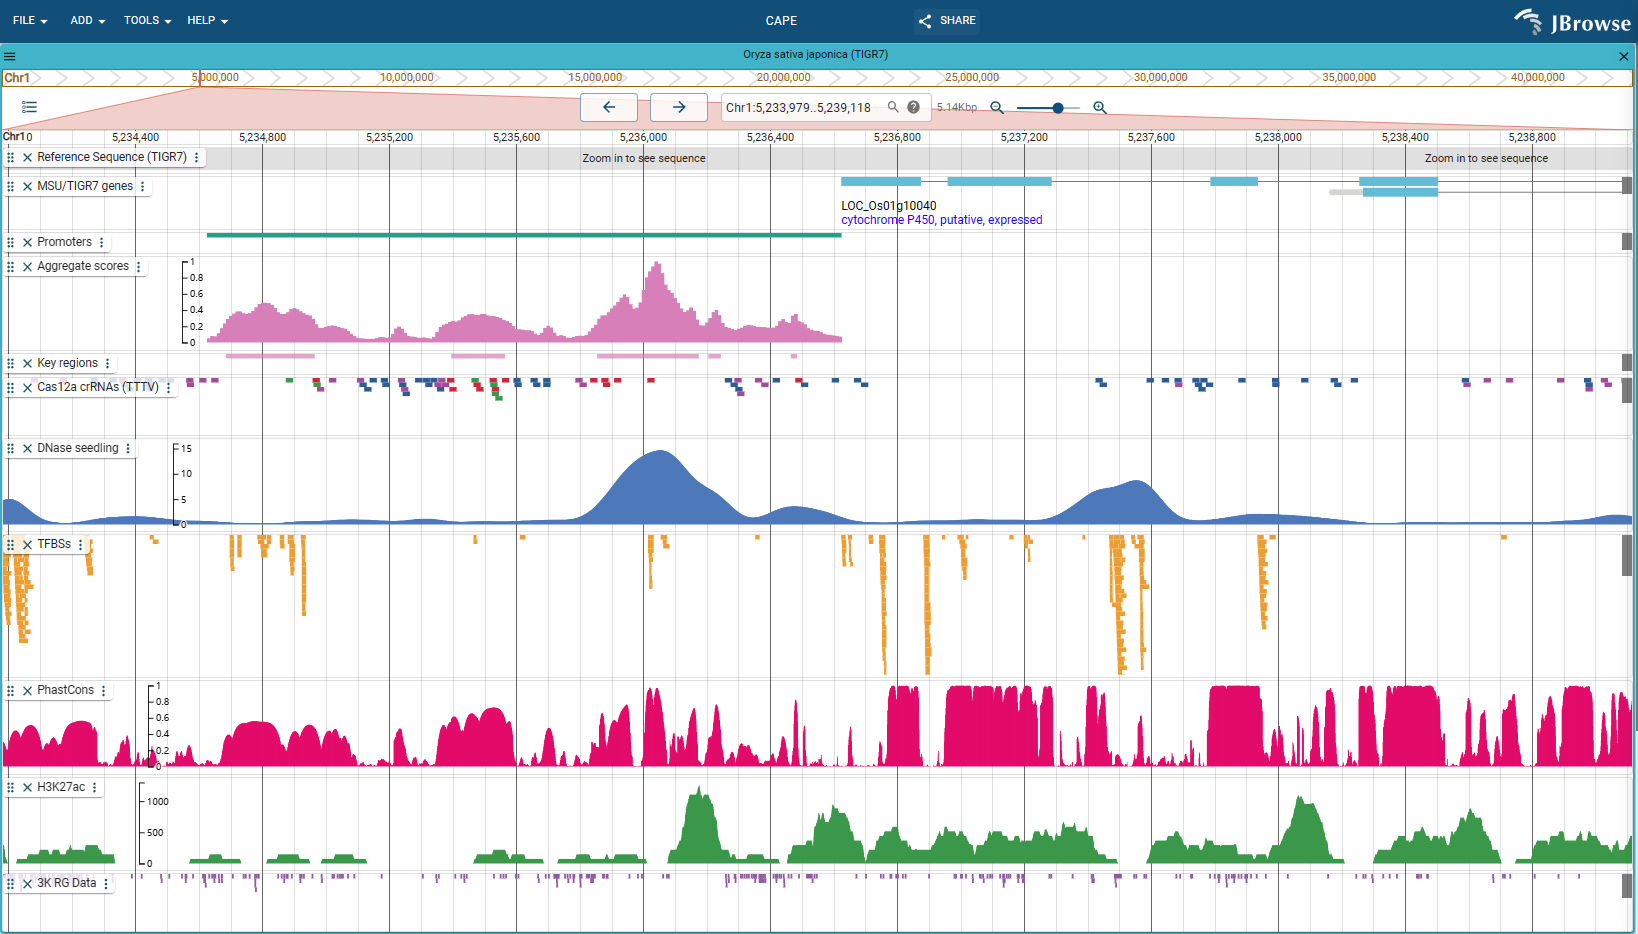 FILE ADD TOOLS HELP CAPE SHARE JBrowse
Oryza sativa japonica (TIGR7)
Chr1 5,000,000 10,000,000 15,000,000 20,000,000 25,000,000 30,000,000 35,000,000 40,000,000
Chr1:5,233,979..5,239,118 5.14Kbp
Chr1 0 5,234,400 5,234,800 5,235,200 5,235,600 5,236,000 5,236,400 5,236,800 5,237,200 5,237,600 5,238,000 5,238,400 5,238,800
Reference Sequence (TIGR7) Zoom in to see sequence Zoom in to see sequence
MSU/TIGR7 genes
LOC_Os01g10040
cytochrome P450, putative, expressed
Promoters
Aggregate scores 1
0.8
0.6
0.4
0.2
0
Key regions
Cas12a crRNAs (TTTV)
DNase seedling 15
10
5
0
TFBSs
PhastCons 1
0.8
0.6
0.4
0.2
0
H3K27ac
1000
500
0
3K RG Data